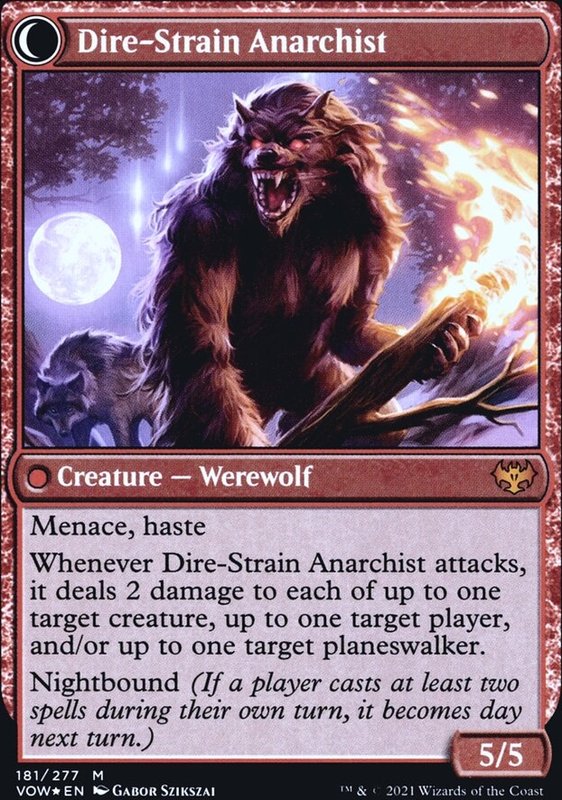 Dire-Strain Anarchist
Creature — Werewolf
Menace, haste
Whenever Dire-Strain Anarchist attacks,
it deals 2 damage to each of up to one
target creature, up to one target player,
and/or up to one target planeswalker.
Nightbound (If a player casts at least two
spells during their own turn, it becomes day
next turn.)
5/5
181/277 M
VOW★EN Gabor Szikszai
™ & © 2021 Wizards of the Coast